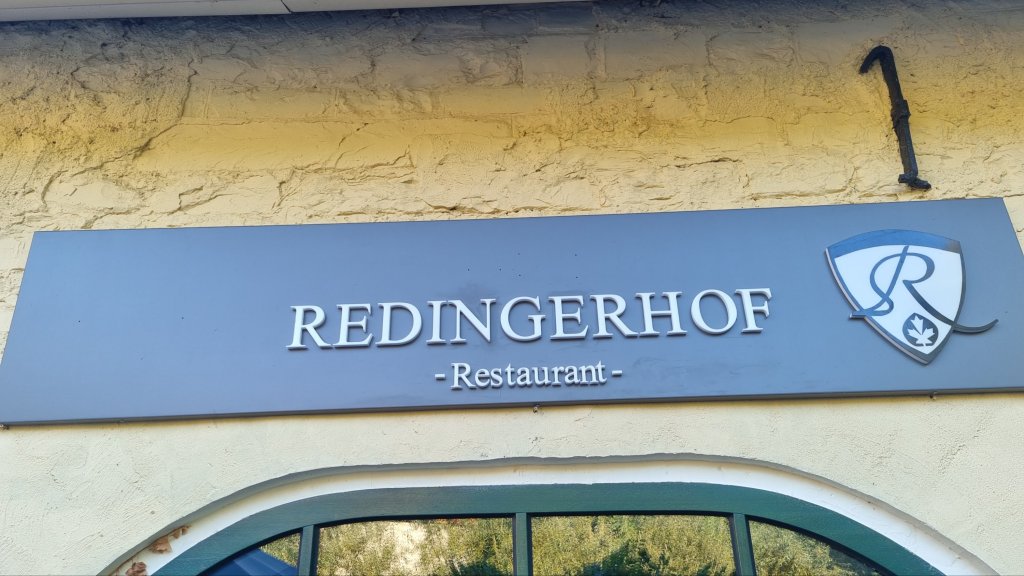 REDINGERHOF
-Restaurant-
R